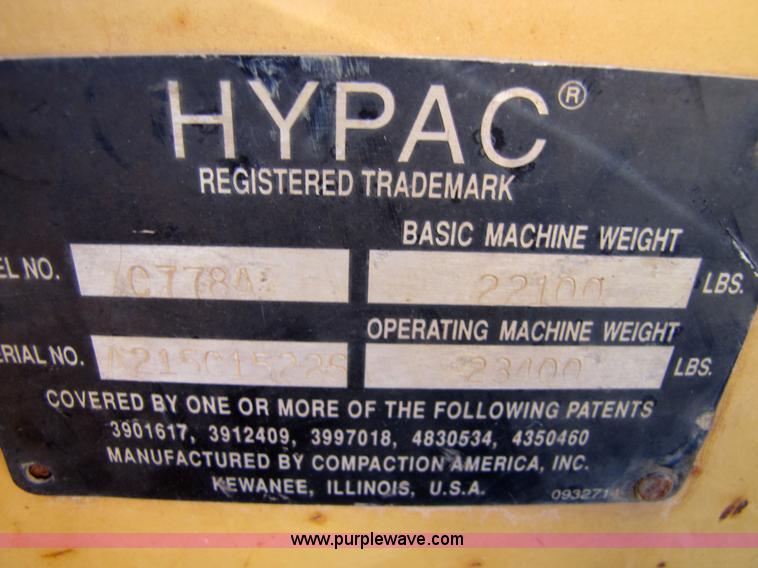 HYPAC®
REGISTERED TRADEMARK
BASIC MACHINE WEIGHT
EL NO. C778A 22100 LBS.
OPERATING MACHINE WEIGHT
ERIAL NO. 23400 LBS.
COVERED BY ONE OR MORE OF THE FOLLOWING PATENTS
3901617, 3912409, 3997018, 4830534, 4350460
MANUFACTURED BY COMPACTION AMERICA, INC.
KEWANEE, ILLINOIS, U.S.A.
www.purplewave.com